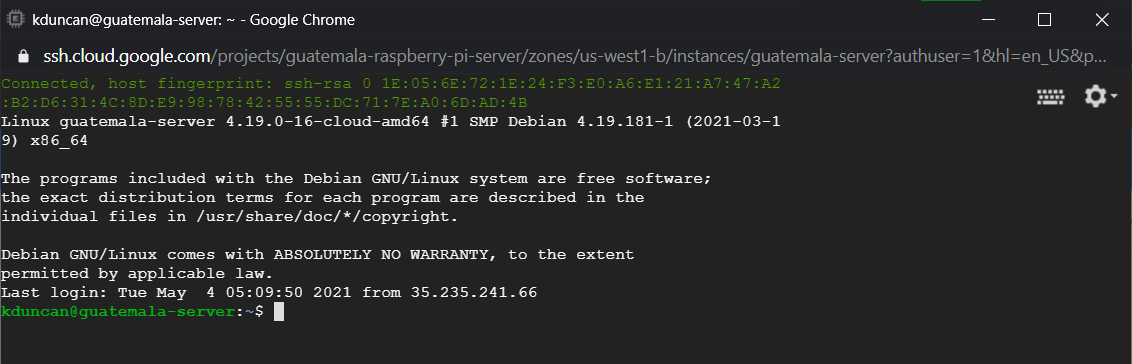 kduncan@guatemala-server: ~ - Google Chrome
ssh.cloud.google.com/projects/guatemala-raspberry-pi-server/zones/us-west1-b/instances/guatemala-server?authuser=1&hl=en_US&p...
Connected, host fingerprint: ssh-rsa 0 1E:05:6E:72:1E:24:F3:E0:A6:E1:21:A7:47:A2
:B2:D6:31:4C:8D:E9:98:78:42:55:55:DC:71:7E:A0:6D:AD:4B
Linux guatemala-server 4.19.0-16-cloud-amd64 #1 SMP Debian 4.19.181-1 (2021-03-1
9) x86_64
The programs included with the Debian GNU/Linux system are free software;
the exact distribution terms for each program are described in the
individual files in /usr/share/doc/*/copyright.
Debian GNU/Linux comes with ABSOLUTELY NO WARRANTY, to the extent
permitted by applicable law.
Last login: Tue May  4 05:09:50 2021 from 35.235.241.66
kduncan@guatemala-server:~$